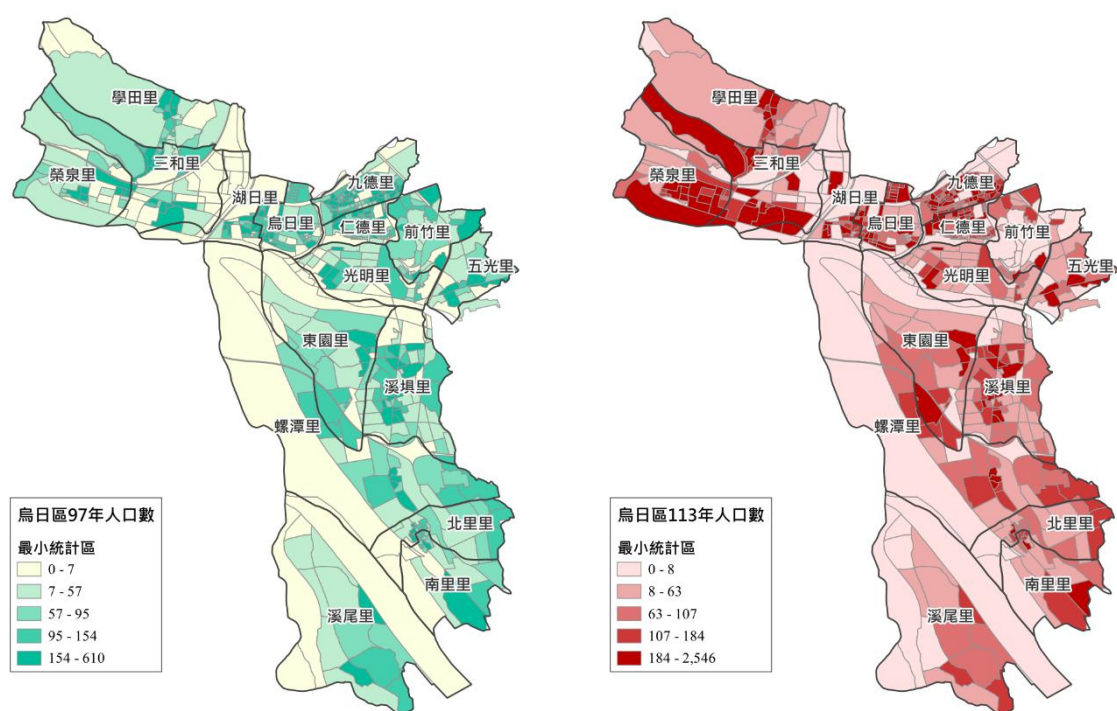 學田里
三和里
榮泉里
湖日里
烏日里
九德里
仁德里
前竹里
五光里
光明里
東園里
溪埧里
螺潭里
北里里
南里里
溪尾里
烏日區97年人口數
最小統計區
0 - 7
7 - 57
57 - 95
95 - 154
154 - 610
學田里
三和里
榮泉里
湖日里
烏日里
九德里
仁德里
前竹里
五光里
光明里
東園里
溪埧里
螺潭里
北里里
南里里
溪尾里
烏日區113年人口數
最小統計區
0 - 8
8 - 63
63 - 107
107 - 184
184 - 2,546